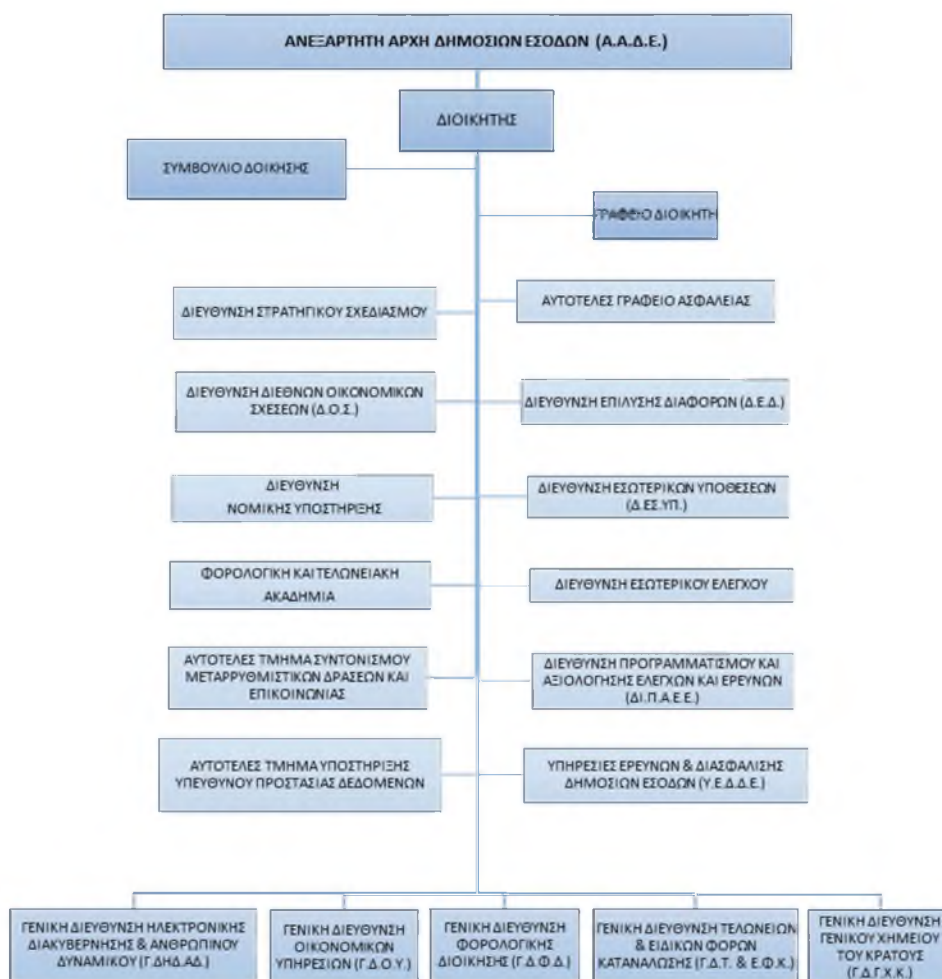 ΑΝΕΞΑΡΤΗΤΗ ΑΡΧΗ ΔΗΜΟΣΙΩΝ ΕΣΟΔΩΝ (Α.Α.Δ.Ε.)
ΔΙΟΙΚΗΤΗΣ
ΣΥΜΒΟΥΛΙΟ ΔΟΙΚΗΣΗΣ
ΓΡΑΦΕΙΟ ΔΙΟΙΚΗΤΗ
ΔΙΕΥΘΥΝΣΗ ΣΤΡΑΤΗΓΙΚΟΥ ΣΧΕΔΙΑΣΜΟΥ
ΑΥΤΟΤΕΛΕΣ ΓΡΑΦΕΙΟ ΑΣΦΑΛΕΙΑΣ
ΔΙΕΥΘΥΝΣΗ ΔΙΕΘΝΩΝ ΟΙΚΟΝΟΜΙΚΩΝ
ΣΧΕΣΕΩΝ (Δ.Ο.Σ.)
ΔΙΕΥΘΥΝΣΗ ΕΠΙΛΥΣΗΣ ΔΙΑΦΟΡΩΝ (Δ.Ε.Δ.)
ΔΙΕΥΘΥΝΣΗ
ΝΟΜΙΚΗΣ ΥΠΟΣΤΗΡΙΞΗΣ
ΔΙΕΥΘΥΝΣΗ ΕΣΩΤΕΡΙΚΩΝ ΥΠΟΘΕΣΕΩΝ
(Δ.ΕΣ.ΥΠ.)
ΦΟΡΟΛΟΓΙΚΗ ΚΑΙ ΤΕΛΩΝΕΙΑΚΗ
ΑΚΑΔΗΜΙΑ
ΔΙΕΥΘΥΝΣΗ ΕΣΩΤΕΡΙΚΟΥ ΕΛΕΓΧΟΥ
ΑΥΤΟΤΕΛΕΣ ΤΜΗΜΑ ΣΥΝΤΟΝΙΣΜΟΥ
ΜΕΤΑΡΡΥΘΜΙΣΤΙΚΩΝ ΔΡΑΣΕΩΝ ΚΑΙ
ΕΠΙΚΟΙΝΩΝΙΑΣ
ΔΙΕΥΘΥΝΣΗ ΠΡΟΓΡΑΜΜΑΤΙΣΜΟΥ ΚΑΙ
ΑΞΙΟΛΟΓΗΣΗΣ ΕΛΕΓΧΩΝ ΚΑΙ ΕΡΕΥΝΩΝ
(ΔΙ.Π.Α.Ε.Ε.)
ΑΥΤΟΤΕΛΕΣ ΤΜΗΜΑ ΥΠΟΣΤΗΡΙΞΗΣ
ΥΠΕΥΘΥΝΟΥ ΠΡΟΣΤΑΣΙΑΣ ΔΕΔΟΜΕΝΩΝ
ΥΠΗΡΕΣΙΕΣ ΕΡΕΥΝΩΝ & ΔΙΑΣΦΑΛΙΣΗΣ
ΔΗΜΟΣΙΩΝ ΕΣΟΔΩΝ (Υ.Ε.Δ.Δ.Ε.)
ΓΕΝΙΚΗ ΔΙΕΥΘΥΝΣΗ ΗΛΕΚΤΡΟΝΙΚΗΣ
ΔΙΑΚΥΒΕΡΝΗΣΗΣ & ΑΝΘΡΩΠΙΝΟΥ
ΔΥΝΑΜΙΚΟΥ (Γ.ΔΗΔ.ΑΔ.)
ΓΕΝΙΚΗ ΔΙΕΥΘΥΝΣΗ
ΟΙΚΟΝΟΜΙΚΩΝ
ΥΠΗΡΕΣΙΩΝ (Γ.Δ.Ο.Υ.)
ΓΕΝΙΚΗ ΔΙΕΥΘΥΝΣΗ
ΦΟΡΟΛΟΓΙΚΗΣ
ΔΙΟΙΚΗΣΗΣ (Γ.Δ.Φ.Δ.)
ΓΕΝΙΚΗ ΔΙΕΥΘΥΝΣΗ ΤΕΛΩΝΕΙΩΝ
& ΕΙΔΙΚΩΝ ΦΟΡΩΝ
ΚΑΤΑΝΑΛΩΣΗΣ (Γ.Δ.Τ. & Ε.Φ.Κ.)
ΓΕΝΙΚΗ ΔΙΕΥΘΥΝΣΗ
ΓΕΝΙΚΟΥ ΧΗΜΕΙΟΥ
ΤΟΥ ΚΡΑΤΟΥΣ
(Γ.Δ.Γ.Χ.Κ.)